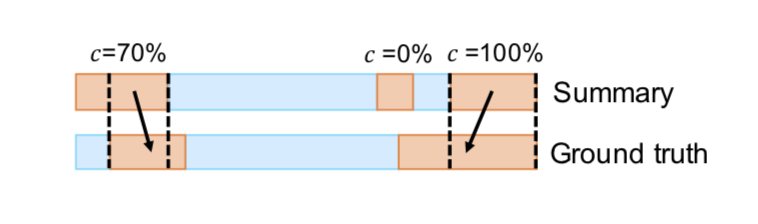 c=70%
c =0%
c =100%
Summary
Ground truth